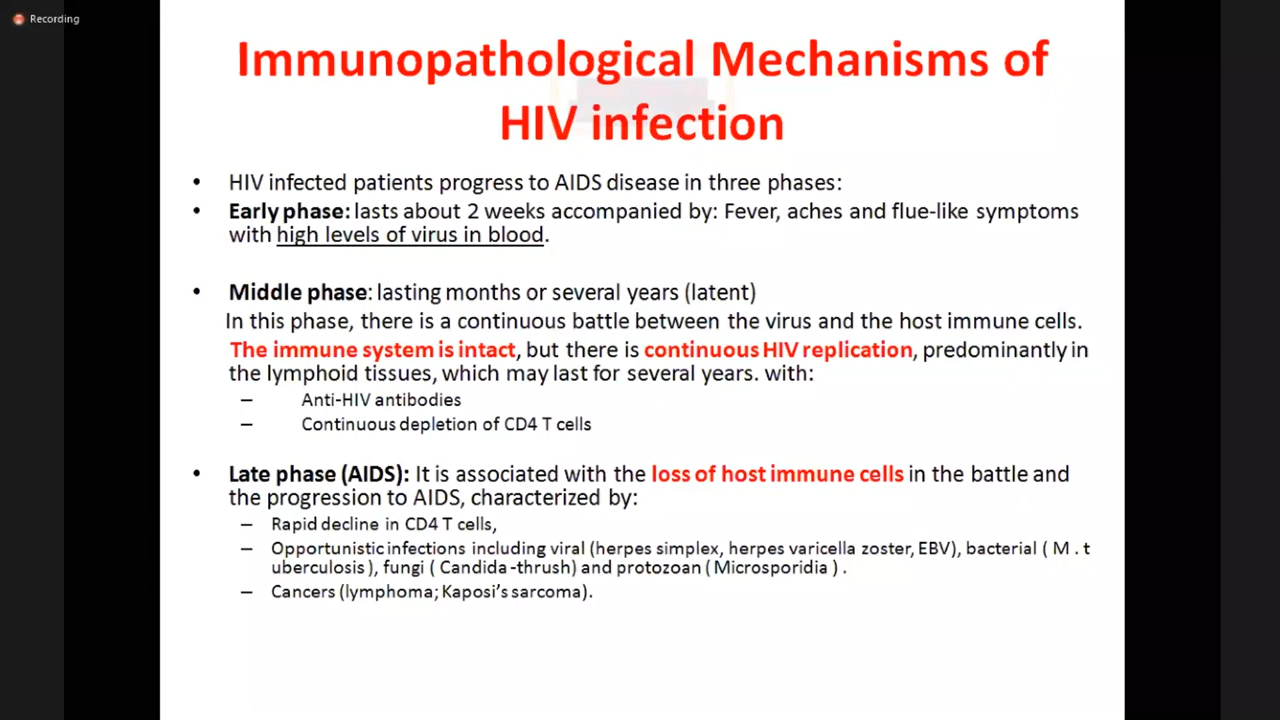 Recording
Immunopathological Mechanisms of
HIV infection
• HIV infected patients progress to AIDS disease in three phases:
• Early phase: lasts about 2 weeks accompanied by: Fever, aches and flue-like symptoms
with high levels of virus in blood.
• Middle phase: lasting months or several years (latent)
In this phase, there is a continuous battle between the virus and the host immune cells.
The immune system is intact, but there is continuous HIV replication, predominantly in
the lymphoid tissues, which may last for several years. with:
– Anti-HIV antibodies
– Continuous depletion of CD4 T cells
• Late phase (AIDS): It is associated with the loss of host immune cells in the battle and
the progression to AIDS, characterized by:
– Rapid decline in CD4 T cells,
– Opportunistic infections including viral (herpes simplex, herpes varicella zoster, EBV), bacterial ( M . t
uberculosis ), fungi ( Candida -thrush) and protozoan ( Microsporidia ) .
– Cancers (lymphoma; Kaposi’s sarcoma).